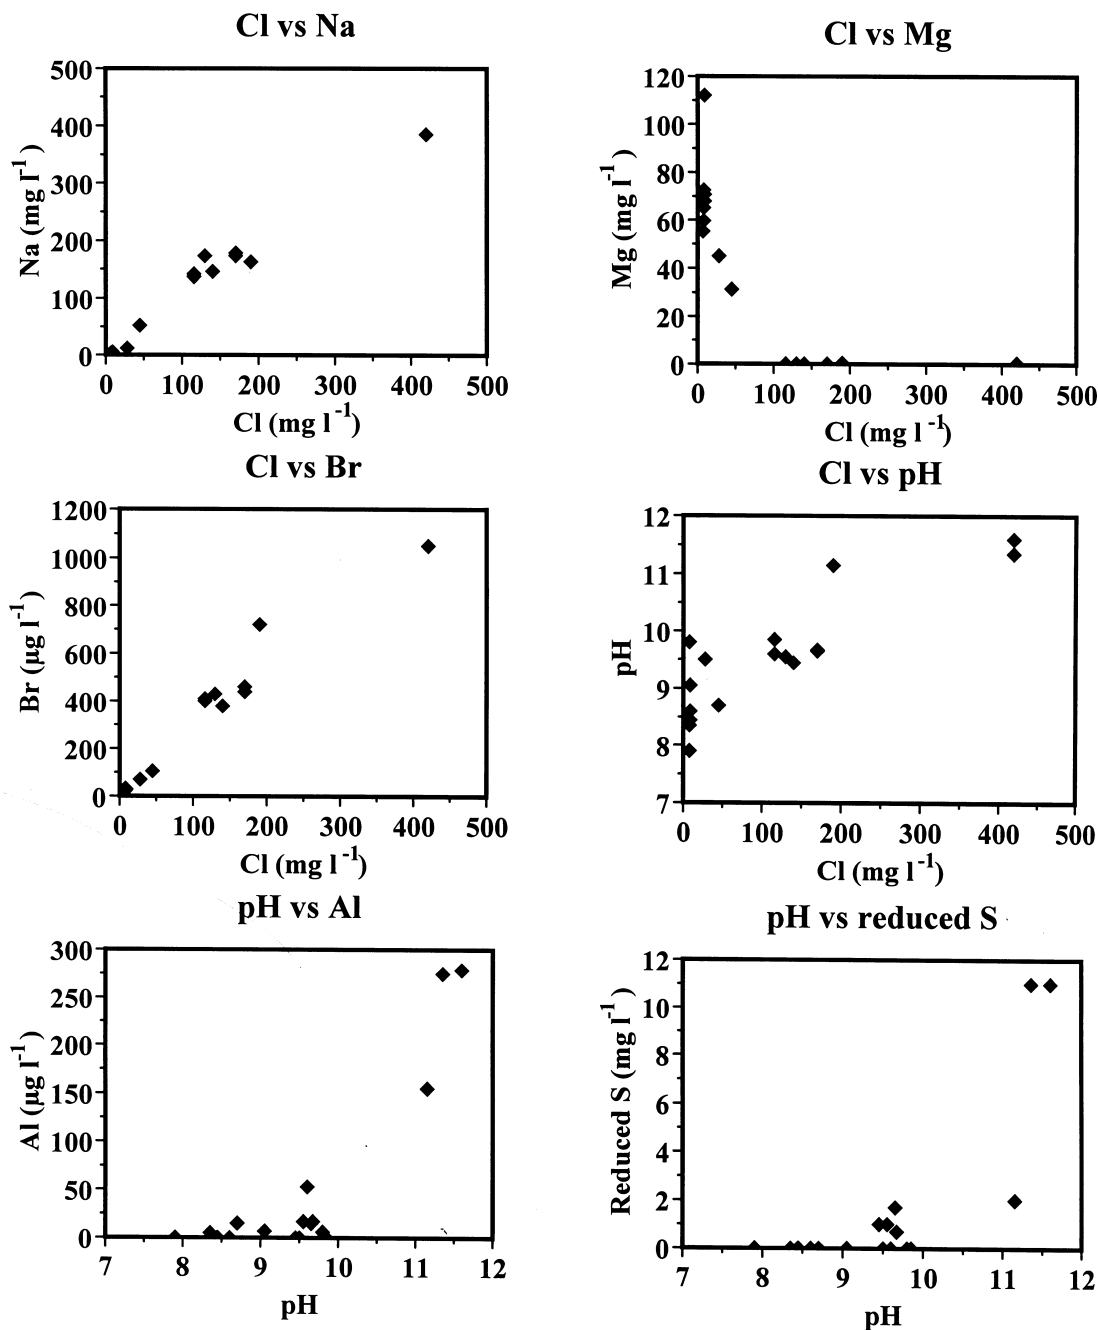 Cl vs Na
500
400
300
200
100
0
Na (mg l⁻¹)
0 100 200 300 400 500
Cl (mg l⁻¹)
Cl vs Mg
120
100
80
60
40
20
0
Mg (mg l⁻¹)
0 100 200 300 400 500
Cl (mg l⁻¹)
Cl vs Br
1200
1000
800
600
400
200
0
Br (µg l⁻¹)
0 100 200 300 400 500
Cl (mg l⁻¹)
Cl vs pH
12
11
10
9
8
7
pH
0 100 200 300 400 500
Cl (mg l⁻¹)
pH vs Al
300
250
200
150
100
50
0
Al (µg l⁻¹)
7 8 9 10 11 12
pH
pH vs reduced S
12
10
8
6
4
2
0
Reduced S (mg l⁻¹)
7 8 9 10 11 12
pH